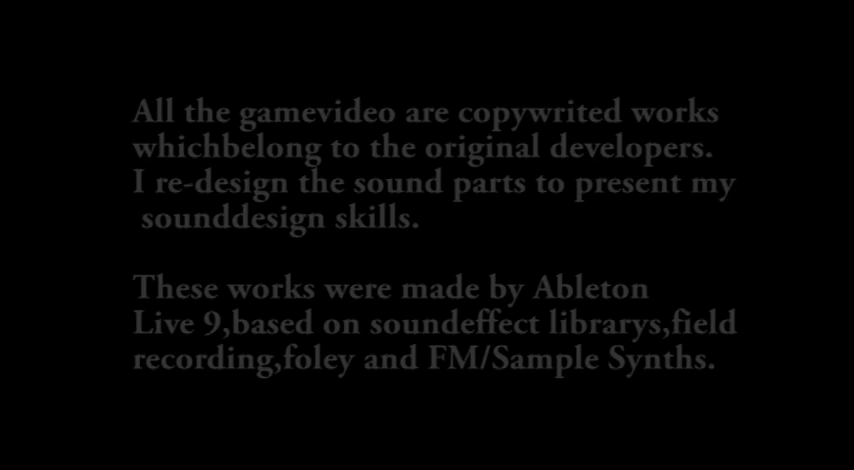 All the gamevideo are copywrited works
whichbelong to the original developers.
I re-design the sound parts to present my
sounddesign skills.
These works were made by Ableton
Live 9,based on soundeffect librarys,field
recording,foley and FM/Sample Synths.